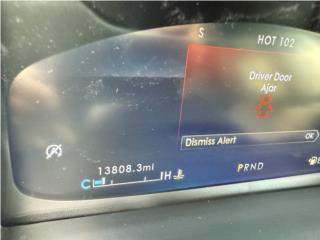 S
HOT 102
Driver Door
Ajar
Dismiss Alert OK
13808.3mi
C H
PRND